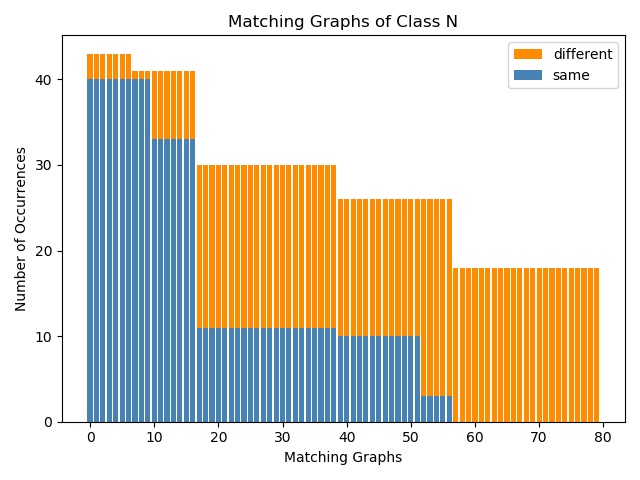 Matching Graphs of Class N
different
same
Number of Occurrences
40
30
20
10
0
0 10 20 30 40 50 60 70 80
Matching Graphs